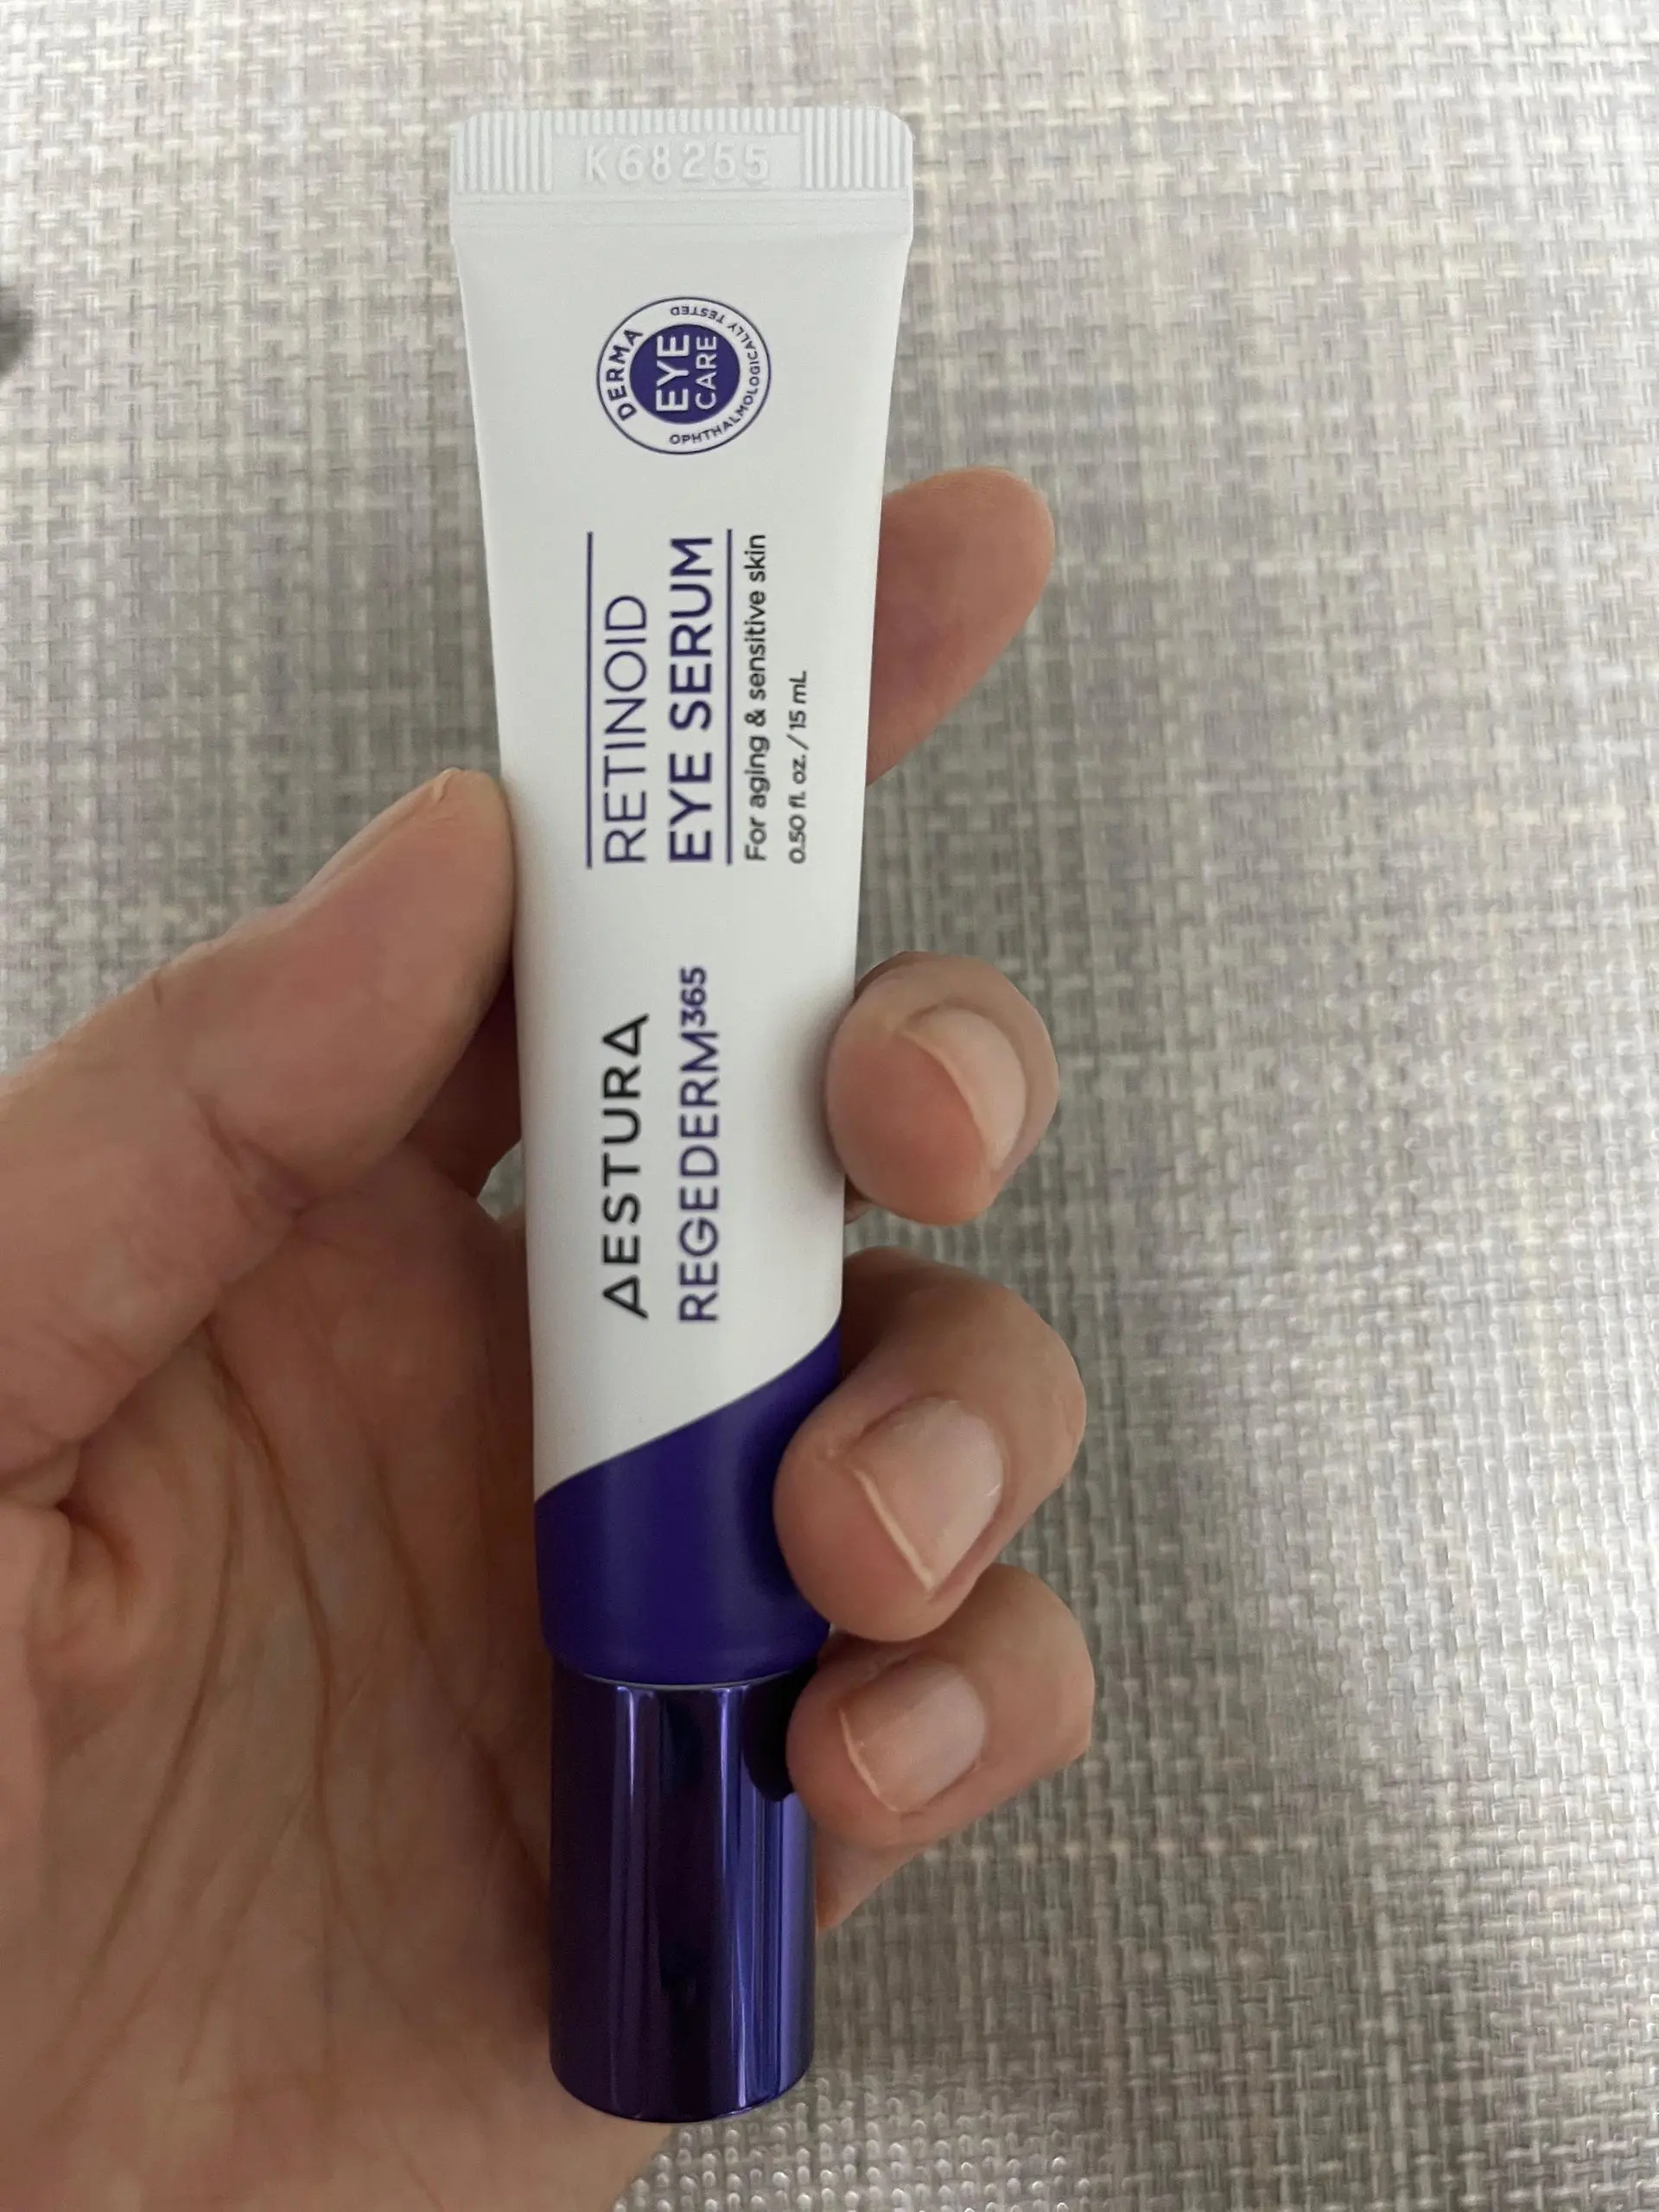 K68255
DERMA
EYE
CARE
OPHTHALMOLOGICALLY TESTED
RETINOID
EYE SERUM
For aging & sensitive skin
0.50 fl. oz. / 15 mL
AESTURA
REGEDERM³⁶⁵